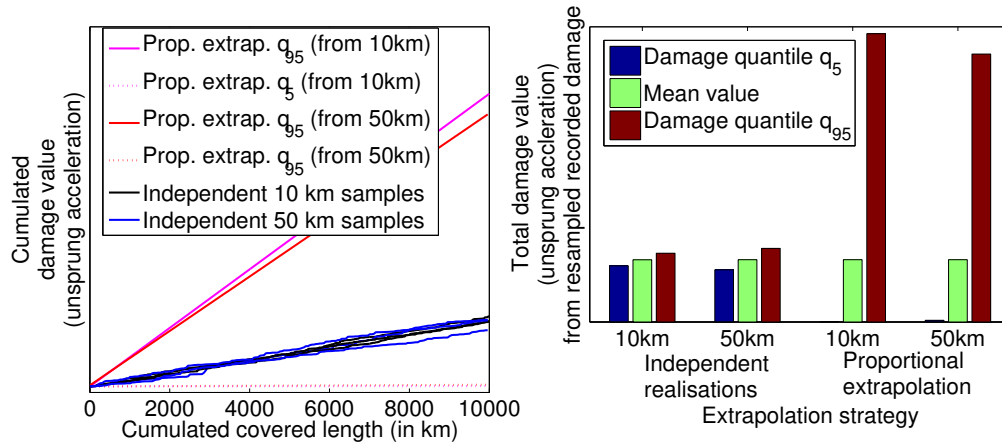 Prop. extrap. q95 (from 10km)
Prop. extrap. q5 (from 10km)
Prop. extrap. q95 (from 50km)
Prop. extrap. q95 (from 50km)
Independent 10 km samples
Independent 50 km samples
Cumulated
damage value
(unsprung acceleration)
0 2000 4000 6000 8000 10000
Cumulated covered length (in km)
Damage quantile q5
Mean value
Damage quantile q95
Total damage value
(unsprung accleration)
from resampled recorded damage
10km 50km 10km 50km
Independent
realisations
Proportional
extrapolation
Extrapolation strategy